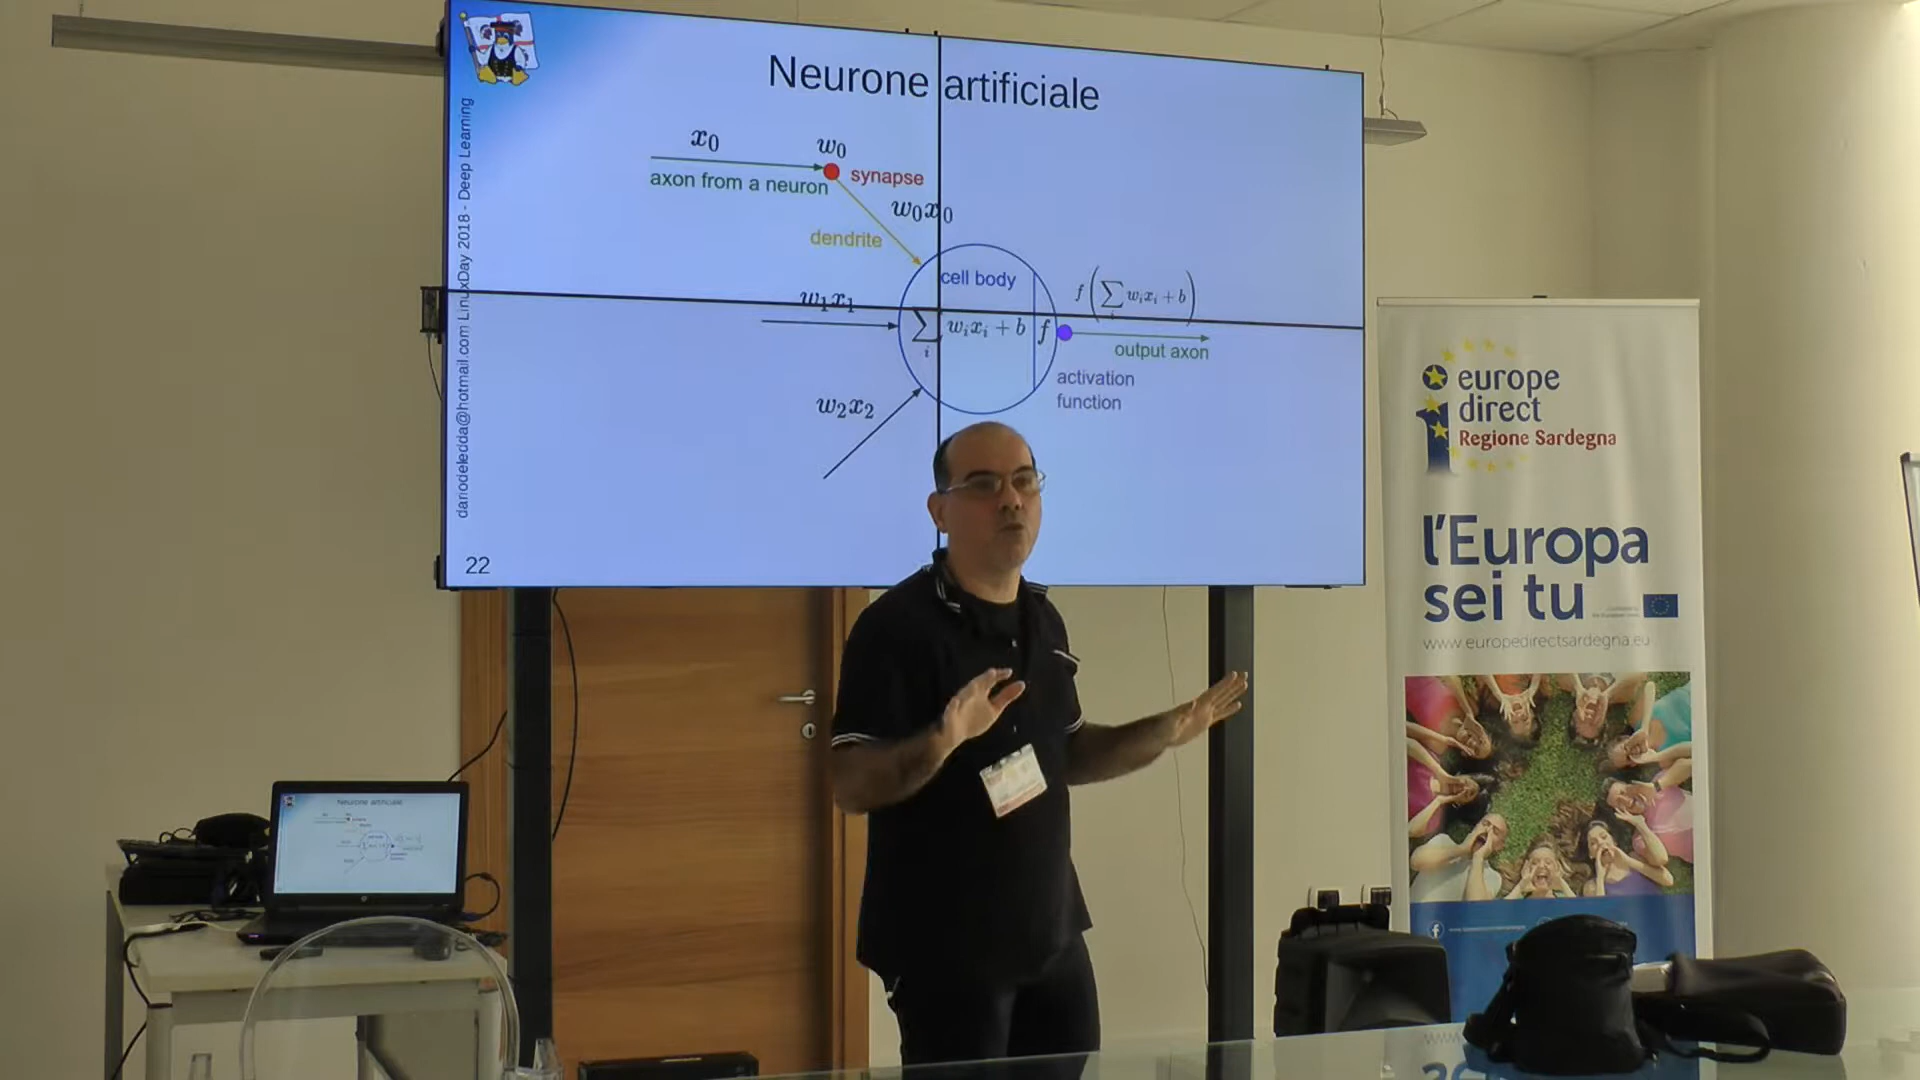 Neurone artificiale
dariodeledda@hotmail.com LinuxDay 2018 - Deep Learning
x₀
w₀
axon from a neuron
synapse
w₀x₀
dendrite
cell body
w₁x₁
∑ᵢ wᵢxᵢ + b
f
f(∑ᵢ wᵢxᵢ + b)
output axon
activation
function
w₂x₂
22
europe
direct
Regione Sardegna
l'Europa
sei tu
www.europedirectsardegna.eu
Neurone artificiale